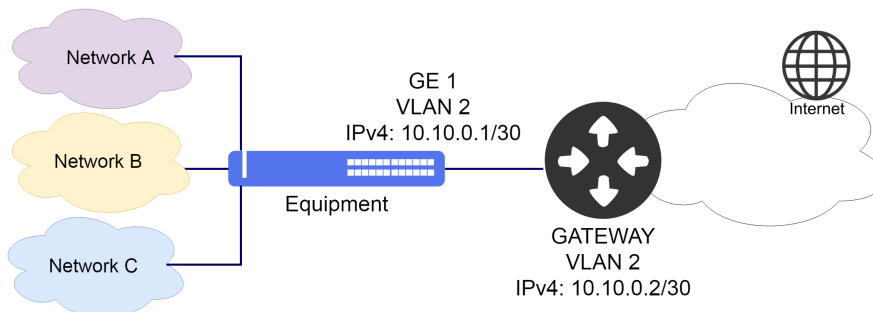 Network A
Network B
Network C
Equipment
GE 1
VLAN 2
IPv4: 10.10.0.1/30
GATEWAY
VLAN 2
IPv4: 10.10.0.2/30
Internet